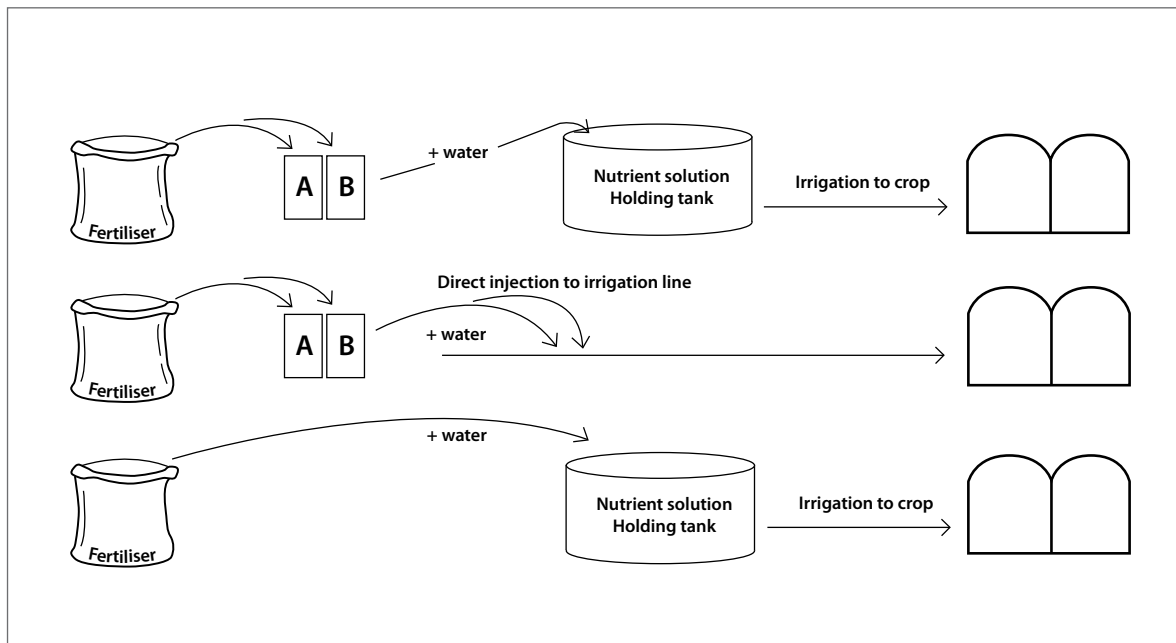 Fertiliser
A B
+ water
Nutrient solution
Holding tank
Irrigation to crop
Fertiliser
A B
Direct injection to irrigation line
+ water
Fertiliser
+ water
Nutrient solution
Holding tank
Irrigation to crop